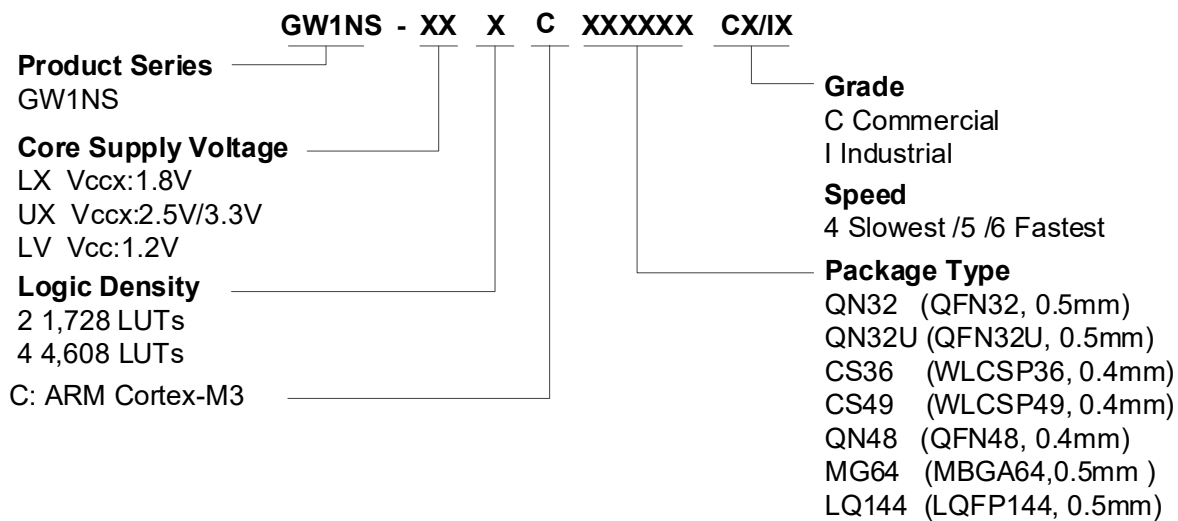 GW1NS - XX X C XXXXXX CX/IX
Product Series
GW1NS
Core Supply Voltage
LX Vccx:1.8V
UX Vccx:2.5V/3.3V
LV Vcc:1.2V
Logic Density
2 1,728 LUTs
4 4,608 LUTs
C: ARM Cortex-M3
Grade
C Commercial
I Industrial
Speed
4 Slowest /5 /6 Fastest
Package Type
QN32 (QFN32, 0.5mm)
QN32U (QFN32U, 0.5mm)
CS36 (WLCSP36, 0.4mm)
CS49 (WLCSP49, 0.4mm)
QN48 (QFN48, 0.4mm)
MG64 (MBGA64,0.5mm )
LQ144 (LQFP144, 0.5mm)